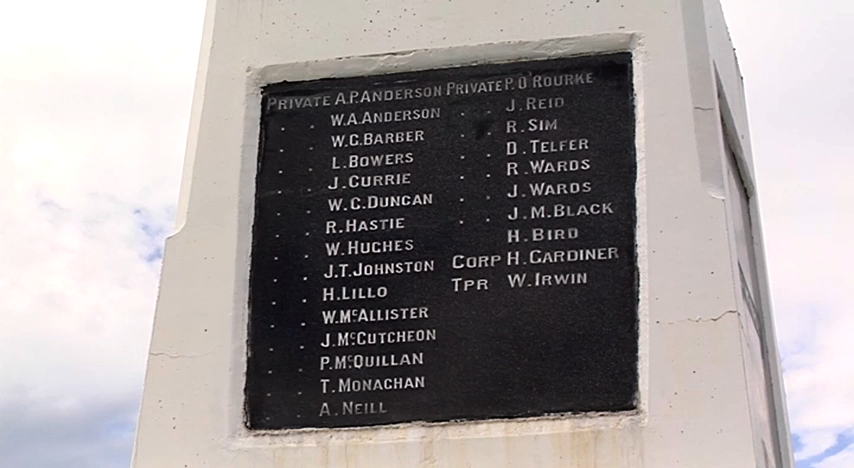 PRIVATE A.P.ANDERSON PRIVATE P. O'ROURKE
. . W.A.ANDERSON . . J. REID
. . W.C.BARBER . . R. SIM
. . L. BOWERS . . D. TELFER
. . J. CURRIE . . R. WARDS
. . W.C.DUNCAN . . J. WARDS
. . R. HASTIE . . J.M.BLACK
. . W. HUGHES H. BIRD
. . J.T.JOHNSTON CORP H. GARDINER
. . H. LILLO TPR W. IRWIN
. . W. McALLISTER
. . J. McCUTCHEON
. . P. McQUILLAN
. . T. MONAGHAN
. . A. NEILL